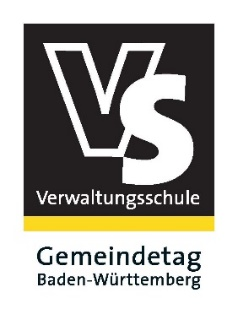 VS
Verwaltungsschule
Gemeindetag
Baden-Württemberg